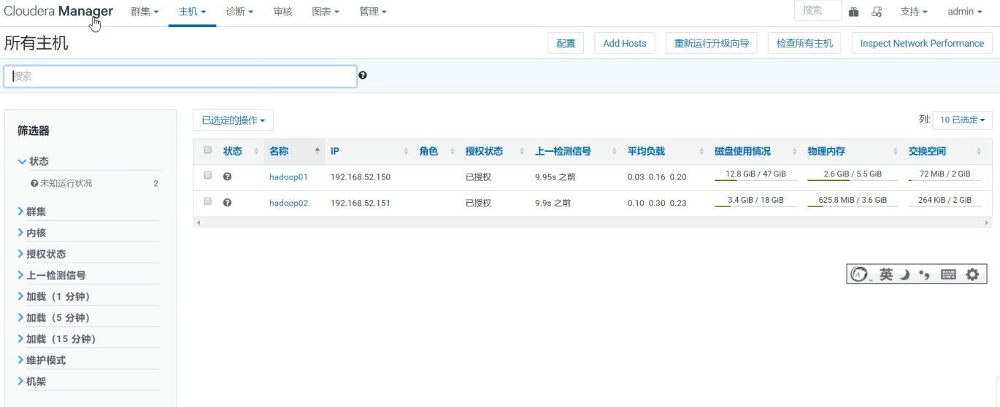 Cloudera Manager 群集 主机 诊断 审核 图表 管理 搜索 支持 admin
所有主机 配置 Add Hosts 重新运行升级向导 检查所有主机 Inspect Network Performance
搜索
筛选器
状态
未知运行状况 2
群集
内核
授权状态
上一检测信号
加载（1 分钟）
加载（5 分钟）
加载（15 分钟）
维护模式
机架
已选定的操作 列: 10 已选定
状态 名称 IP 角色 授权状态 上一检测信号 平均负载 磁盘使用情况 物理内存 交换空间
hadoop01 192.168.52.150 已授权 9.95s 之前 0.03 0.16 0.20 12.8 GiB / 47 GiB 2.6 GiB / 5.5 GiB 72 MiB / 2 GiB
hadoop02 192.168.52.151 已授权 9.9s 之前 0.10 0.30 0.23 3.4 GiB / 18 GiB 625.8 MiB / 3.6 GiB 264 KiB / 2 GiB
英